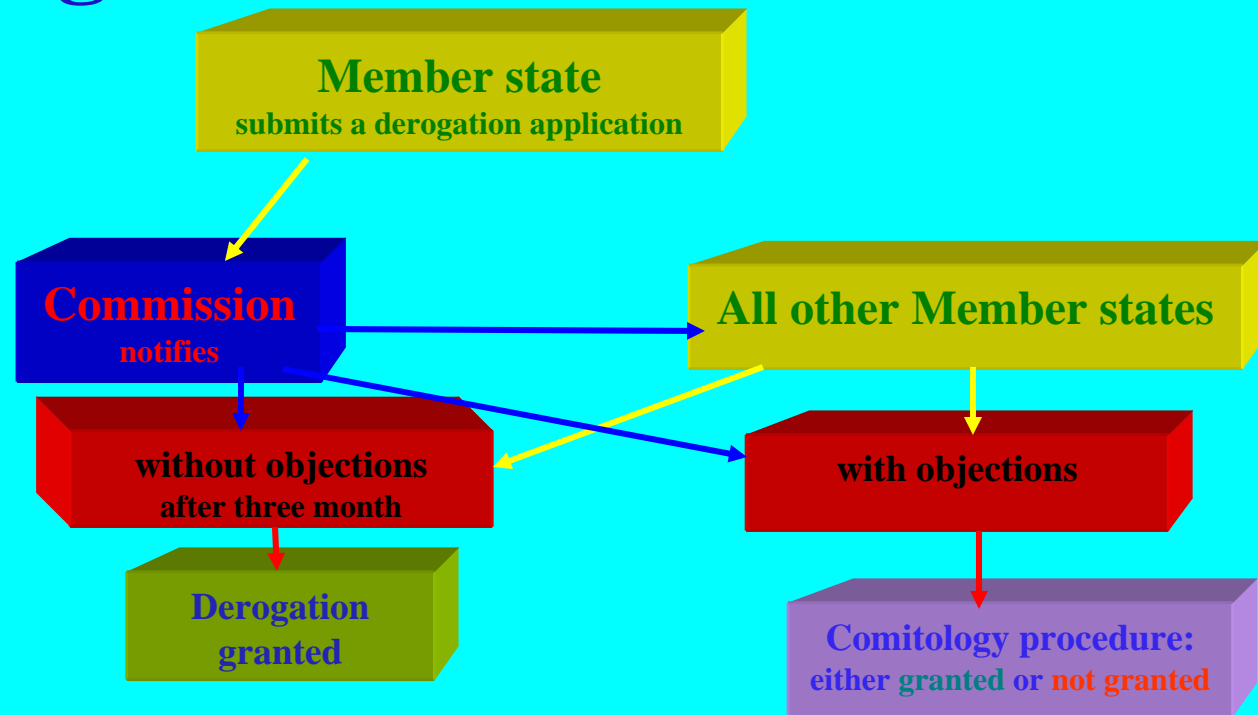 Member state
submits a derogation application
Commission
notifies
All other Member states
without objections
after three month
with objections
Derogation
granted
Comitology procedure:
either granted or not granted